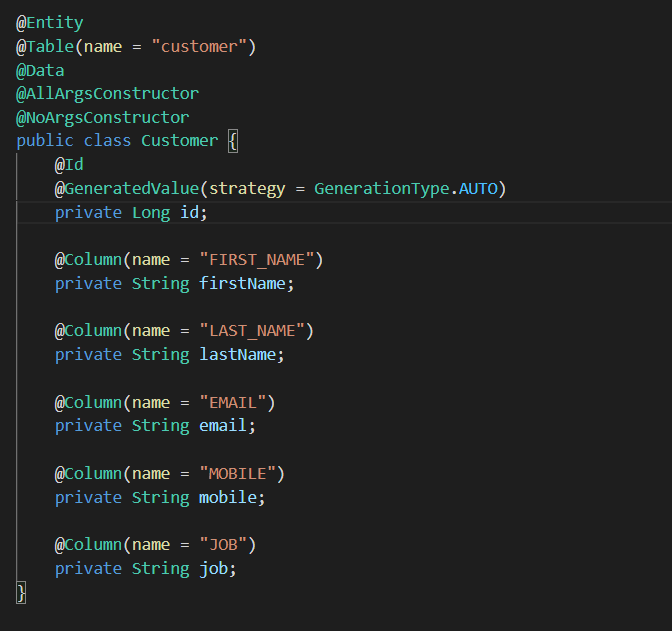 @Entity
@Table(name = "customer")
@Data
@AllArgsConstructor
@NoArgsConstructor
public class Customer {
    @Id
    @GeneratedValue(strategy = GenerationType.AUTO)
    private Long id;

    @Column(name = "FIRST_NAME")
    private String firstName;

    @Column(name = "LAST_NAME")
    private String lastName;

    @Column(name = "EMAIL")
    private String email;

    @Column(name = "MOBILE")
    private String mobile;

    @Column(name = "JOB")
    private String job;
}